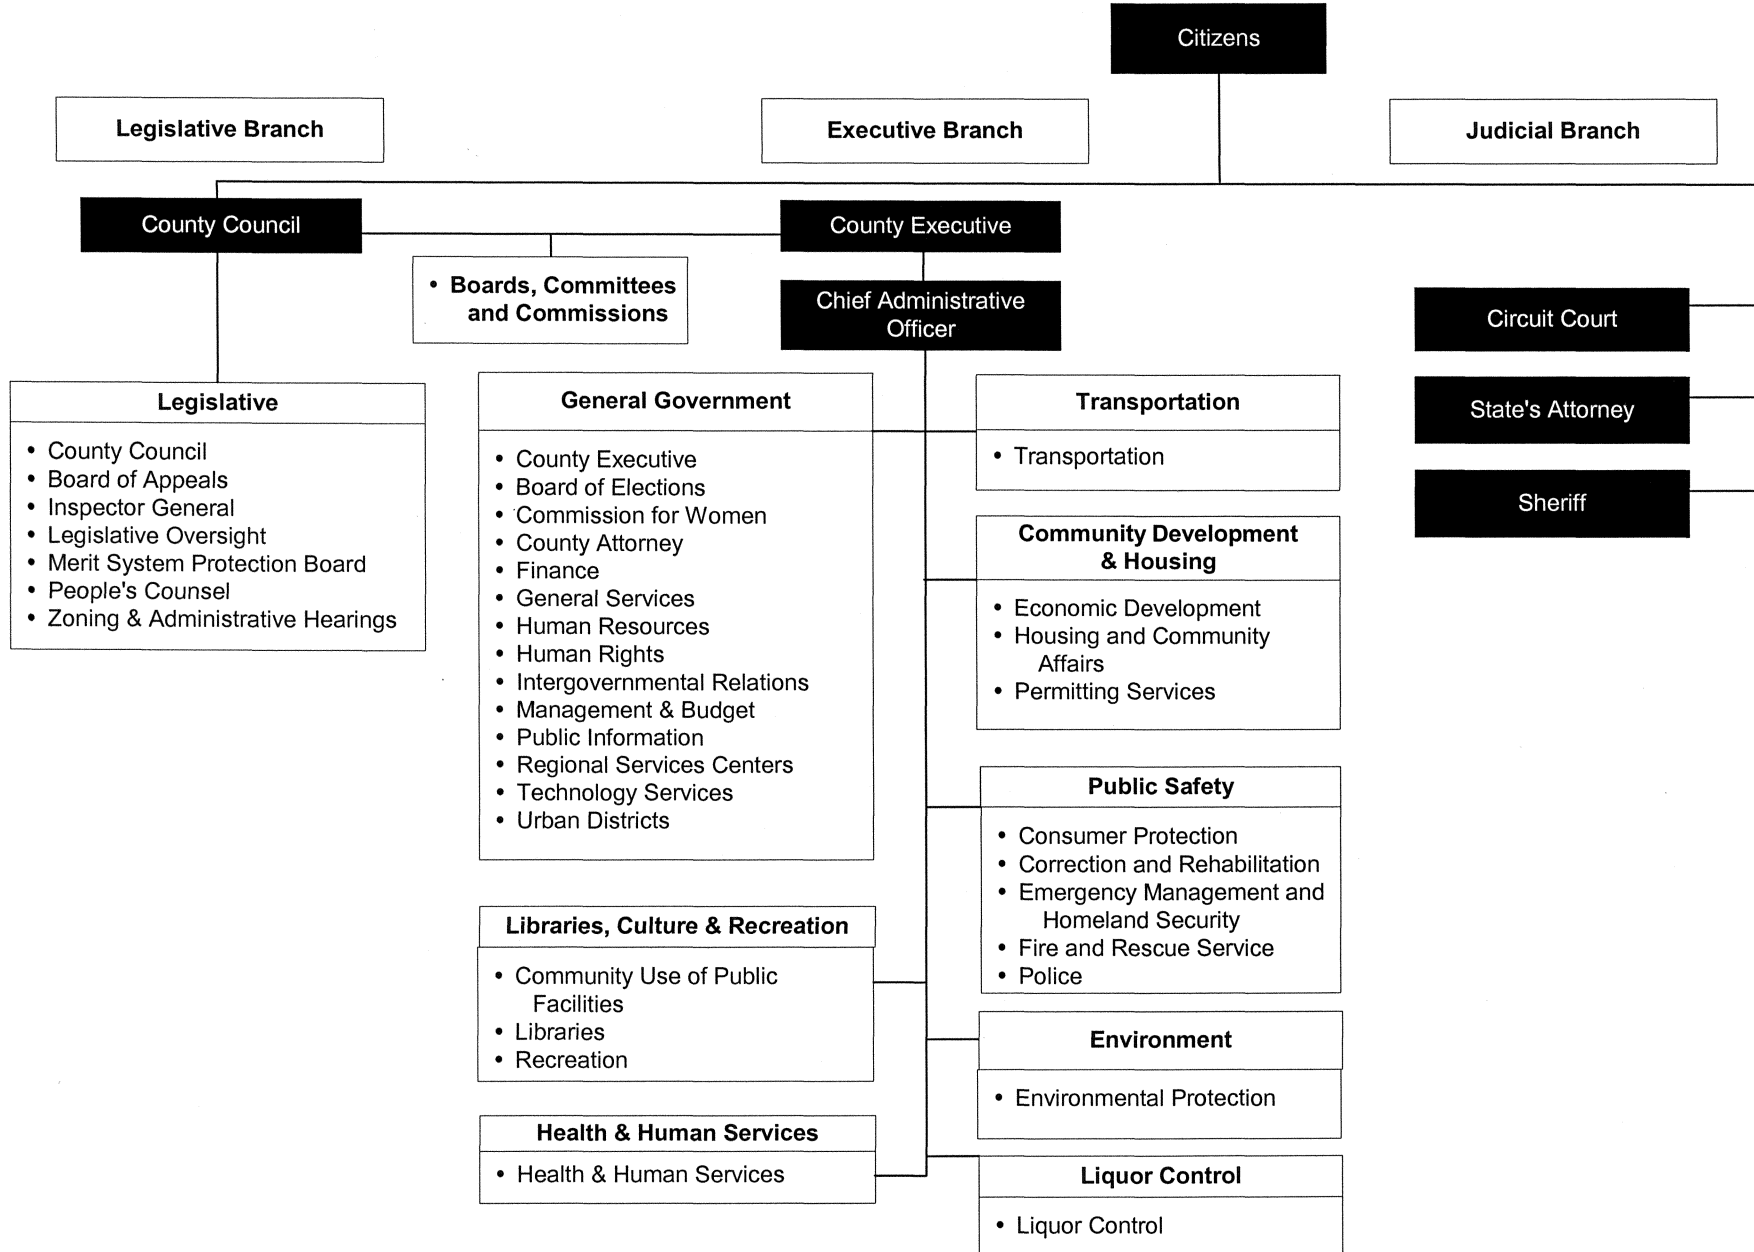 Citizens
Legislative Branch
Executive Branch
Judicial Branch
County Council
County Executive
• Boards, Committees
and Commissions
Chief Administrative
Officer
Circuit Court
State's Attorney
Sheriff
Legislative
• County Council
• Board of Appeals
• Inspector General
• Legislative Oversight
• Merit System Protection Board
• People's Counsel
• Zoning & Administrative Hearings
General Government
• County Executive
• Board of Elections
• Commission for Women
• County Attorney
• Finance
• General Services
• Human Resources
• Human Rights
• Intergovernmental Relations
• Management & Budget
• Public Information
• Regional Services Centers
• Technology Services
• Urban Districts
Libraries, Culture & Recreation
• Community Use of Public
Facilities
• Libraries
• Recreation
Health & Human Services
• Health & Human Services
Transportation
• Transportation
Community Development
& Housing
• Economic Development
• Housing and Community
Affairs
• Permitting Services
Public Safety
• Consumer Protection
• Correction and Rehabilitation
• Emergency Management and
Homeland Security
• Fire and Rescue Service
• Police
Environment
• Environmental Protection
Liquor Control
• Liquor Control